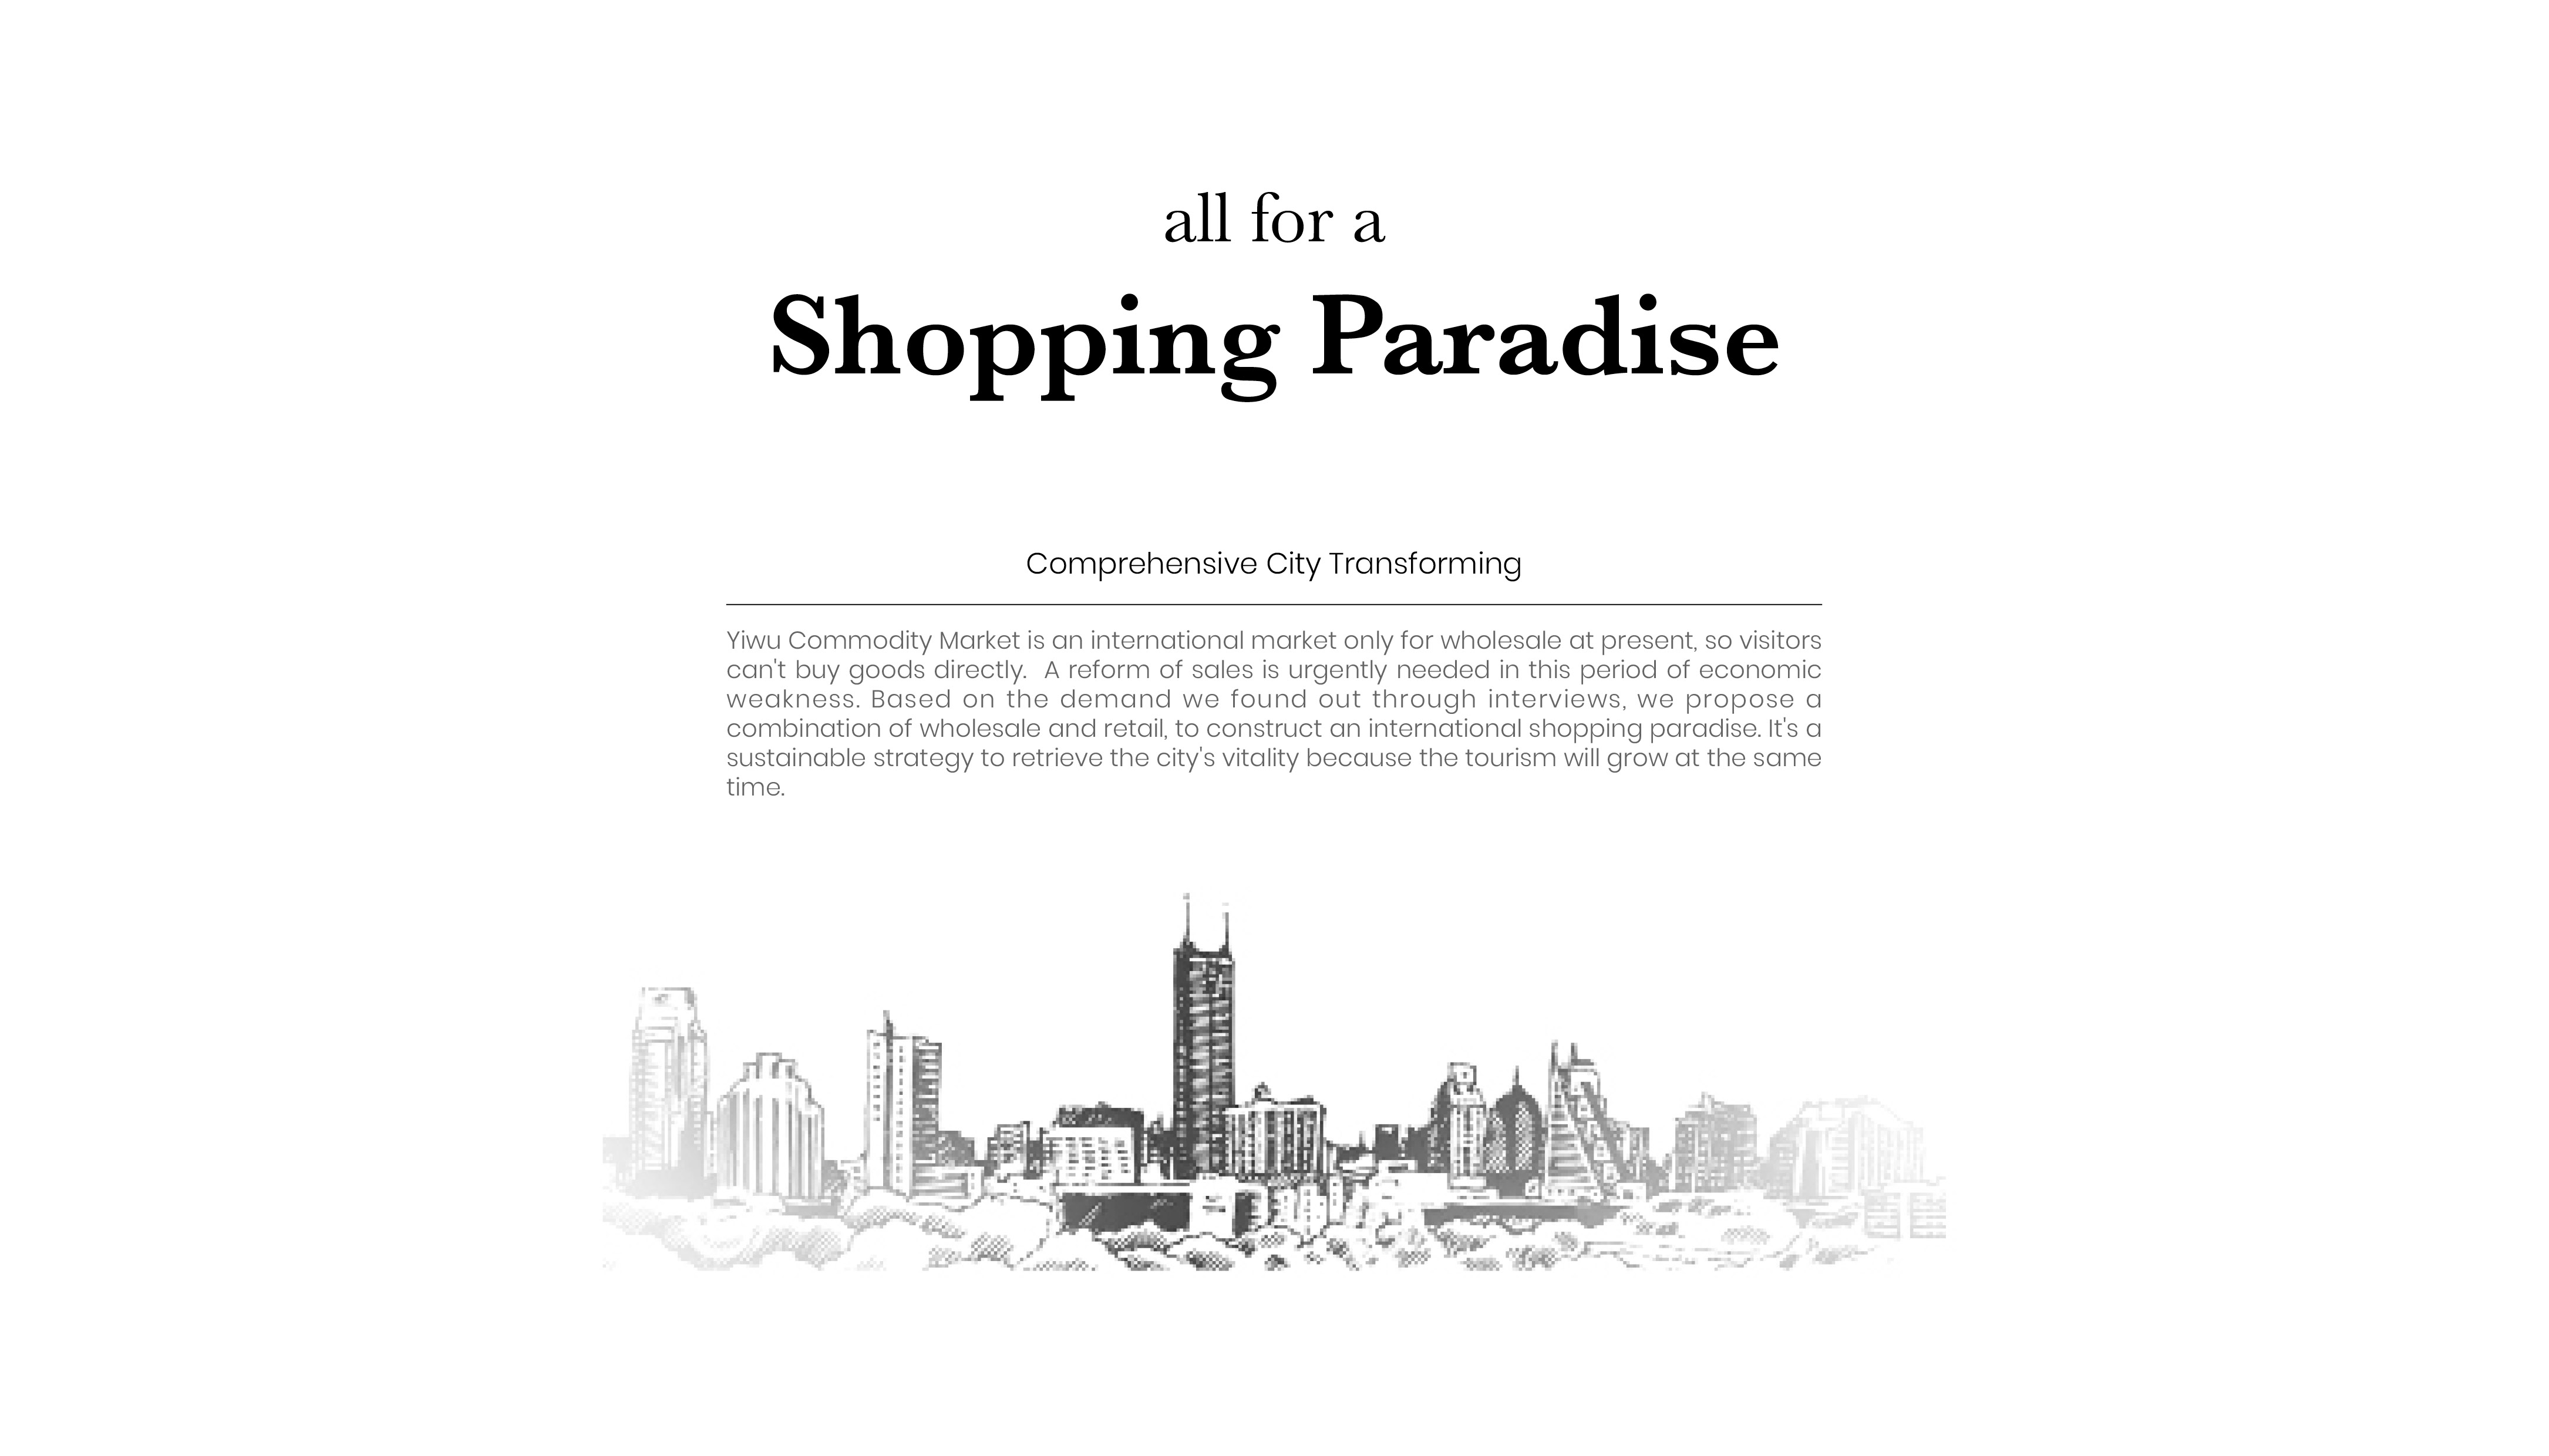 all for a
Shopping Paradise
Comprehensive City Transforming
Yiwu Commodity Market is an international market only for wholesale at present, so visitors
can't buy goods directly.  A reform of sales is urgently needed in this period of economic
weakness. Based on the demand we found out through interviews, we propose a
combination of wholesale and retail, to construct an international shopping paradise. It's a
sustainable strategy to retrieve the city's vitality because the tourism will grow at the same
time.